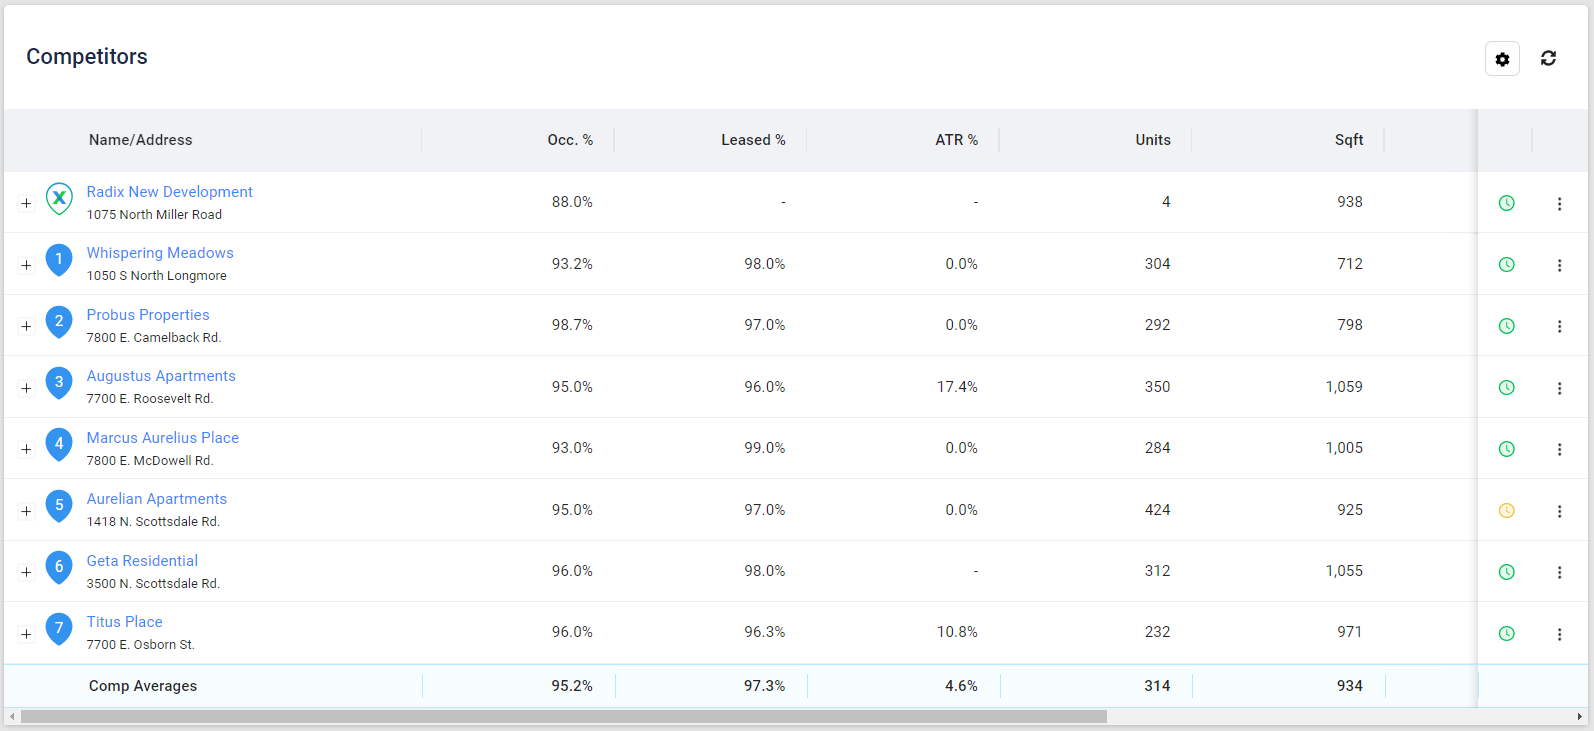 Competitors
Name/Address Occ. % Leased % ATR % Units Sqft
Radix New Development
1075 North Miller Road
88.0% - - 4 938
1 Whispering Meadows
1050 S North Longmore
93.2% 98.0% 0.0% 304 712
2 Probus Properties
7800 E. Camelback Rd.
98.7% 97.0% 0.0% 292 798
3 Augustus Apartments
7700 E. Roosevelt Rd.
95.0% 96.0% 17.4% 350 1,059
4 Marcus Aurelius Place
7800 E. McDowell Rd.
93.0% 99.0% 0.0% 284 1,005
5 Aurelian Apartments
1418 N. Scottsdale Rd.
95.0% 97.0% 0.0% 424 925
6 Geta Residential
3500 N. Scottsdale Rd.
96.0% 98.0% - 312 1,055
7 Titus Place
7700 E. Osborn St.
96.0% 96.3% 10.8% 232 971
Comp Averages 95.2% 97.3% 4.6% 314 934